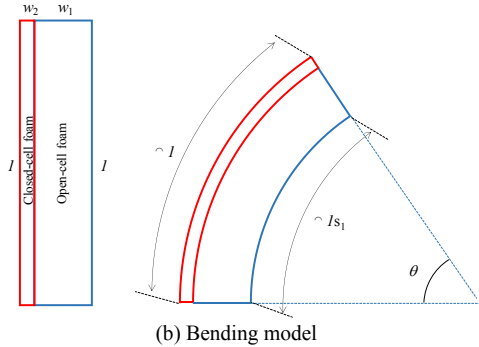 w₂ w₁
l
Closed-cell foam
Open-cell foam
l
⌢ l
⌢ ls₁
θ
(b) Bending model